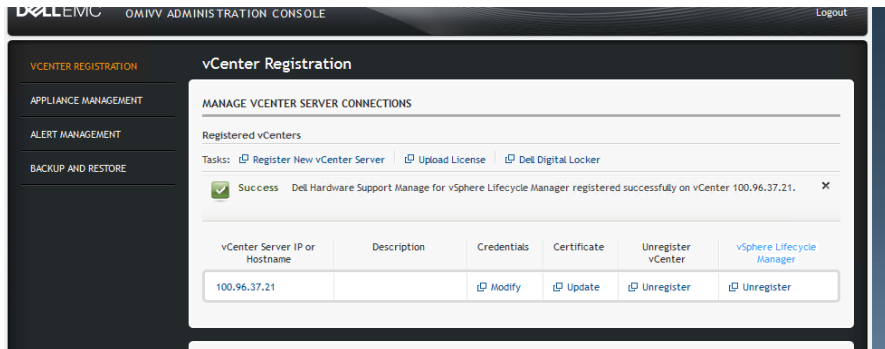 DELLEMC OMIVV ADMINISTRATION CONSOLE Logout
VCENTER REGISTRATION
APPLIANCE MANAGEMENT
ALERT MANAGEMENT
BACKUP AND RESTORE
vCenter Registration
MANAGE VCENTER SERVER CONNECTIONS
Registered vCenters
Tasks: Register New vCenter Server Upload License Dell Digital Locker
Success Dell Hardware Support Manage for vSphere Lifecycle Manager registered successfully on vCenter 100.96.37.21.
vCenter Server IP or Hostname Description Credentials Certificate Unregister vCenter vSphere Lifecycle Manager
100.96.37.21 Modify Update Unregister Unregister